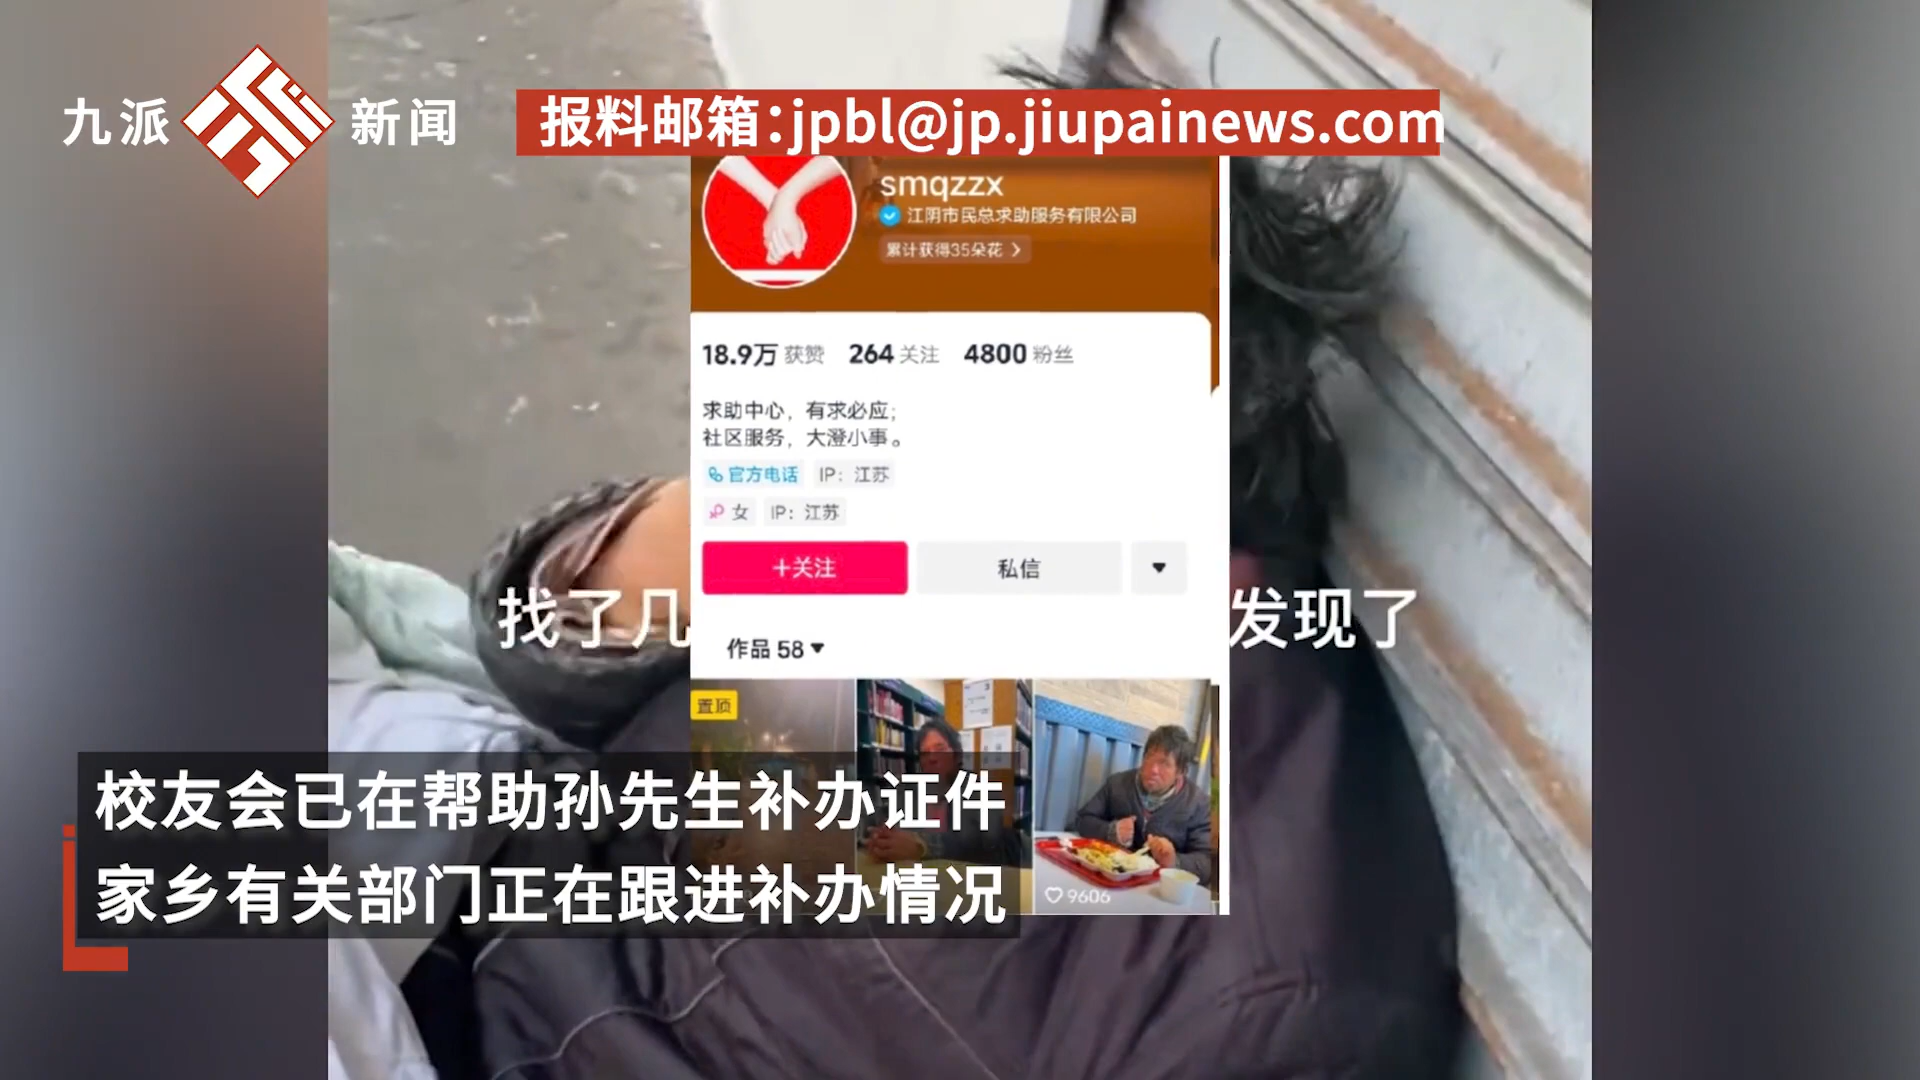 九派 新闻
报料邮箱:jpbl@jp.jiupainews.com
smqzzx
江阴市民总求助服务有限公司
累计获得35朵花 >
18.9万 获赞 264 关注 4800 粉丝
求助中心，有求必应；
社区服务，大澄小事。
官方电话 IP：江苏
女 IP：江苏
+关注 私信
找了几 发现了
作品 58
置顶
校友会已在帮助孙先生补办证件
家乡有关部门正在跟进补办情况
9606